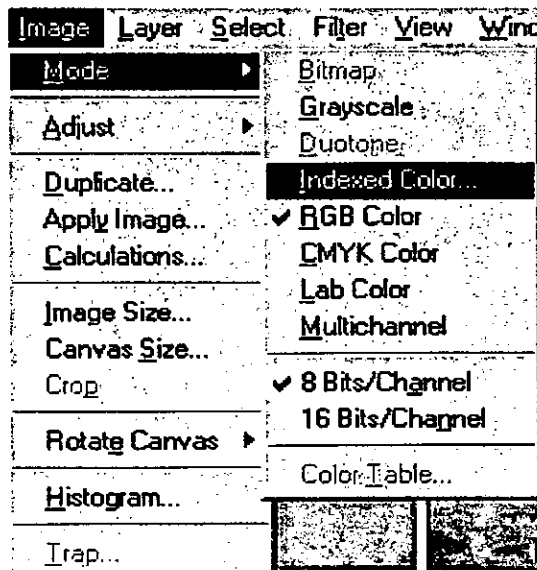 Image Layer Select Filter View Wind
Mode
Adjust
Duplicate...
Apply Image...
Calculations...
Image Size...
Canvas Size...
Crop
Rotate Canvas
Histogram...
Trap...
Bitmap
Grayscale
Duotone
Indexed Color...
RGB Color
CMYK Color
Lab Color
Multichannel
8 Bits/Channel
16 Bits/Channel
Color Table...